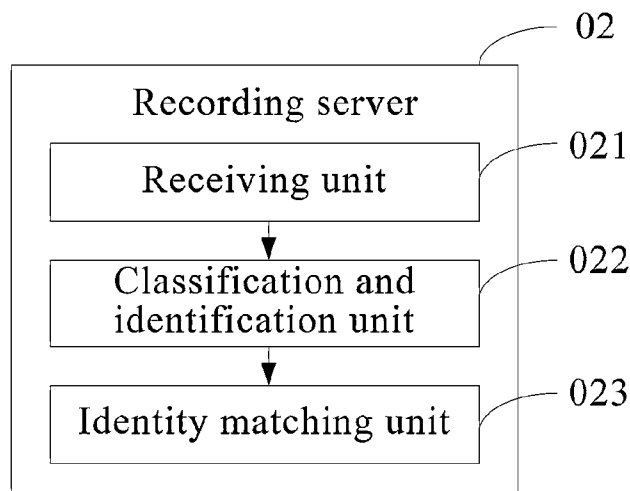 02
Recording server
021
Receiving unit
022
Classification and
identification unit
023
Identity matching unit